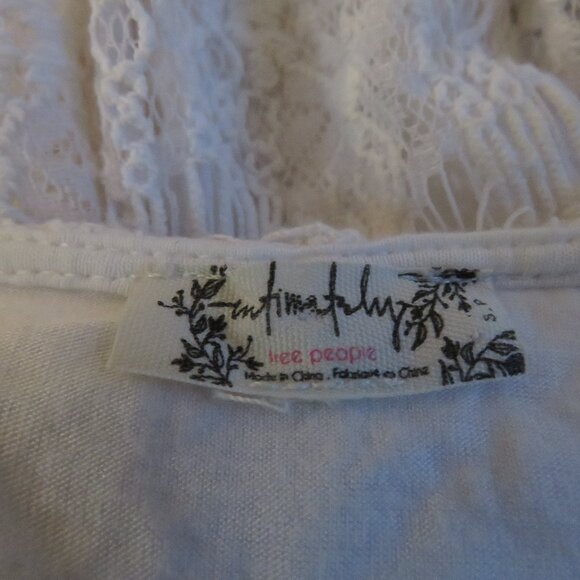 intimately
free people
Made in China . Fabriqué en Chine
S P